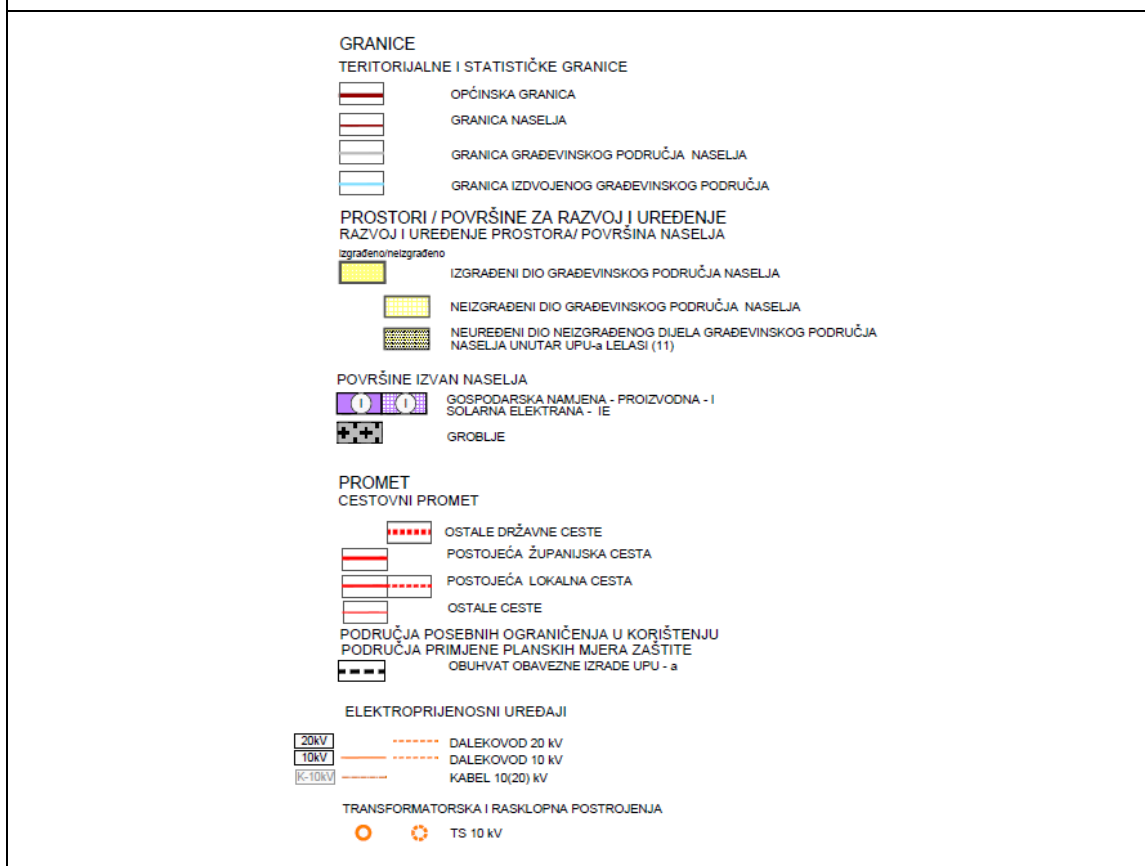 GRANICE
TERITORIJALNE I STATISTIČKE GRANICE
OPĆINSKA GRANICA
GRANICA NASELJA
GRANICA GRAĐEVINSKOG PODRUČJA NASELJA
GRANICA IZDVOJENOG GRAĐEVINSKOG PODRUČJA
PROSTORI / POVRŠINE ZA RAZVOJ I UREĐENJE
RAZVOJ I UREĐENJE PROSTORA/ POVRŠINA NASELJA
izgrađeno/neizgrađeno
IZGRAĐENI DIO GRAĐEVINSKOG PODRUČJA NASELJA
NEIZGRAĐENI DIO GRAĐEVINSKOG PODRUČJA NASELJA
NEUREĐENI DIO NEIZGRAĐENOG DIJELA GRAĐEVINSKOG PODRUČJA
NASELJA UNUTAR UPU-a LELASI (11)
POVRŠINE IZVAN NASELJA
I I GOSPODARSKA NAMJENA - PROIZVODNA - I
SOLARNA ELEKTRANA - IE
GROBLJE
PROMET
CESTOVNI PROMET
OSTALE DRŽAVNE CESTE
POSTOJEĆA ŽUPANIJSKA CESTA
POSTOJEĆA LOKALNA CESTA
OSTALE CESTE
PODRUČJA POSEBNIH OGRANIČENJA U KORIŠTENJU
PODRUČJA PRIMJENE PLANSKIH MJERA ZAŠTITE
OBUHVAT OBAVEZNE IZRADE UPU - a
ELEKTROPRIJENOSNI UREĐAJI
20kV DALEKOVOD 20 kV
10kV DALEKOVOD 10 kV
K-10kV KABEL 10(20) kV
TRANSFORMATORSKA I RASKLOPNA POSTROJENJA
TS 10 kV